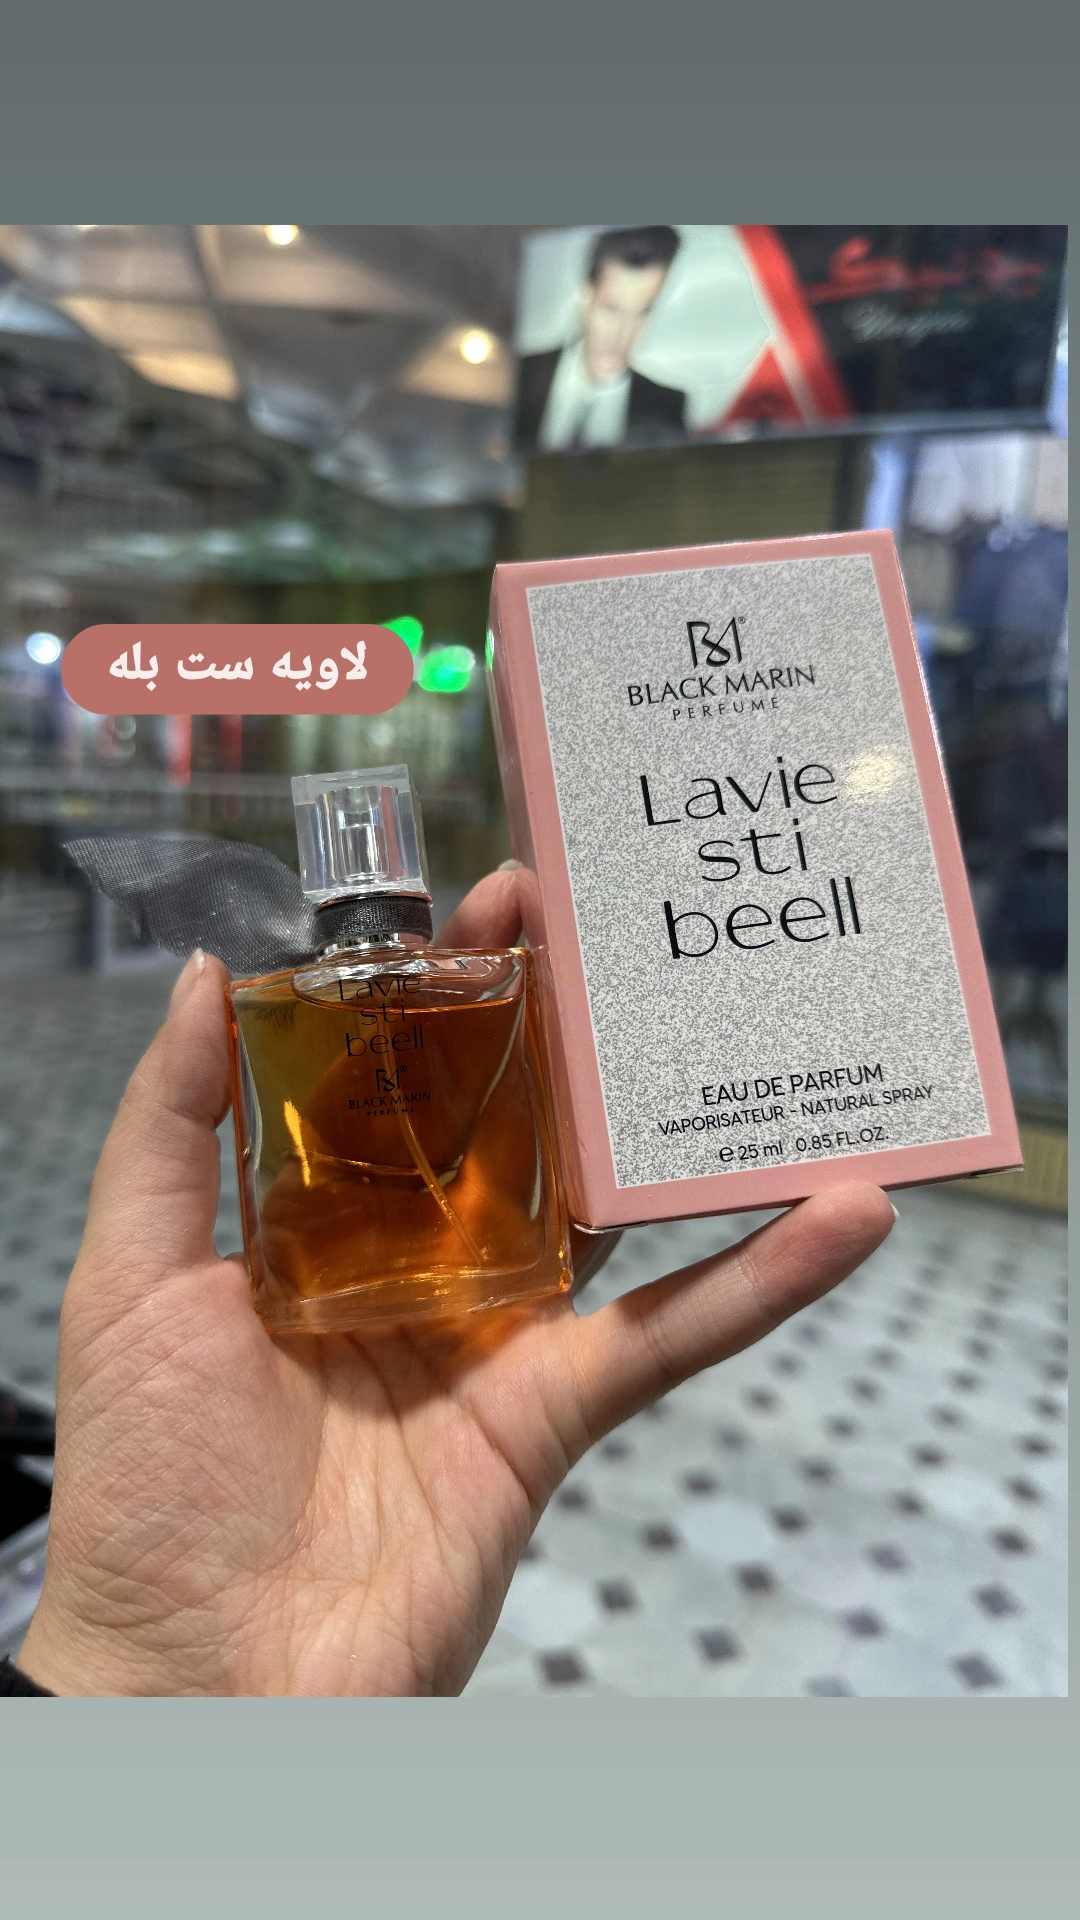 لاویه ست بله
BLACK MARIN
PERFUME
Lavie
sti
beell
EAU DE PARFUM
VAPORISATEUR - NATURAL SPRAY
e 25 ml 0.85 FL.OZ.
Lavie
sti
beell
BLACK MARIN
PERFUME